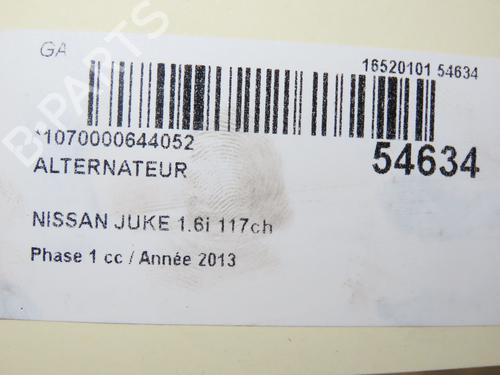 GA
16520101 54634
*1070000644052
54634
ALTERNATEUR
NISSAN JUKE 1.6i 117ch
Phase 1 cc / Année 2013
B-PARTS